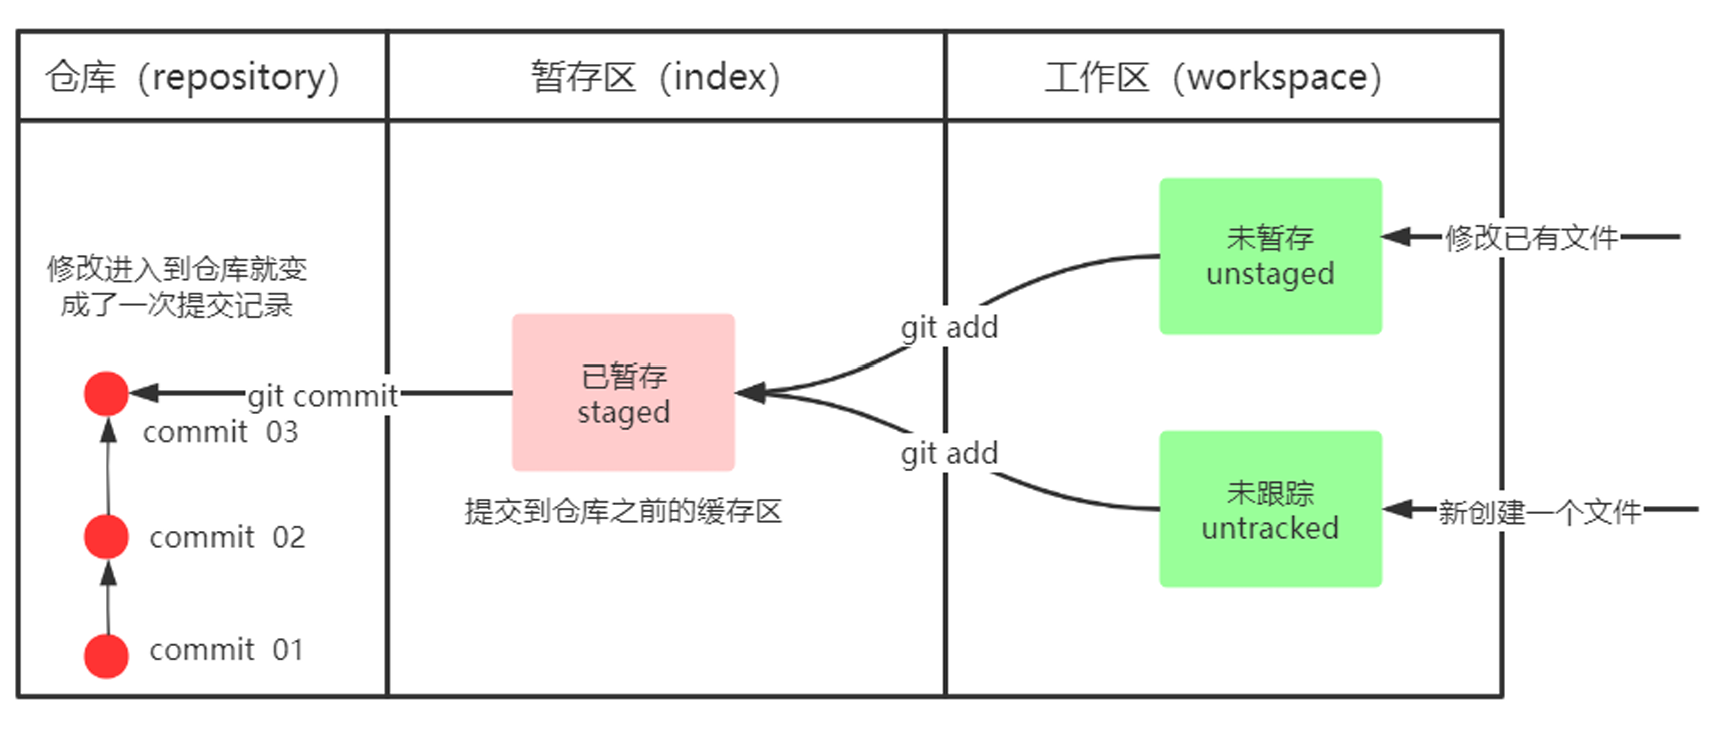 仓库（repository）
暂存区（index）
工作区（workspace）
修改进入到仓库就变
成了一次提交记录
git commit
commit 03
commit 02
commit 01
已暂存
staged
提交到仓库之前的缓存区
git add
git add
未暂存
unstaged
修改已有文件
未跟踪
untracked
新创建一个文件